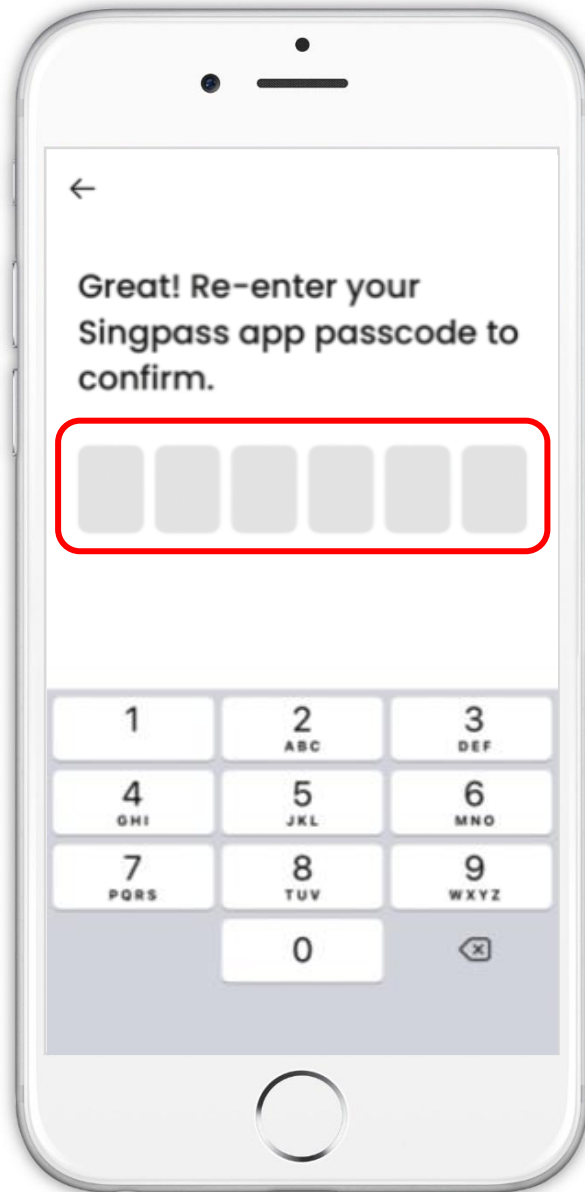 Great! Re-enter your
Singpass app passcode to
confirm.
1
2
ABC
3
DEF
4
GHI
5
JKL
6
MNO
7
PQRS
8
TUV
9
WXYZ
0